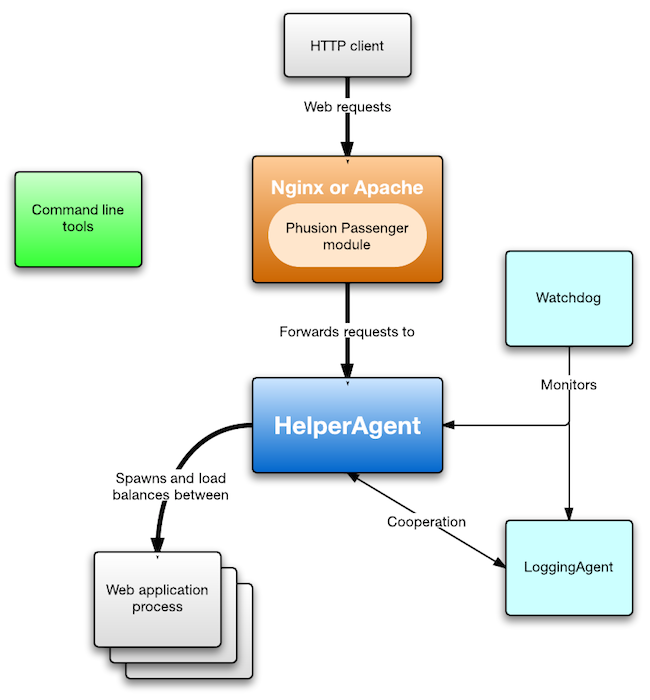 HTTP client
Web requests
Nginx or Apache
Phusion Passenger
module
Command line
tools
Watchdog
Forwards requests to
Monitors
HelperAgent
Spawns and load
balances between
Cooperation
LoggingAgent
Web application
process